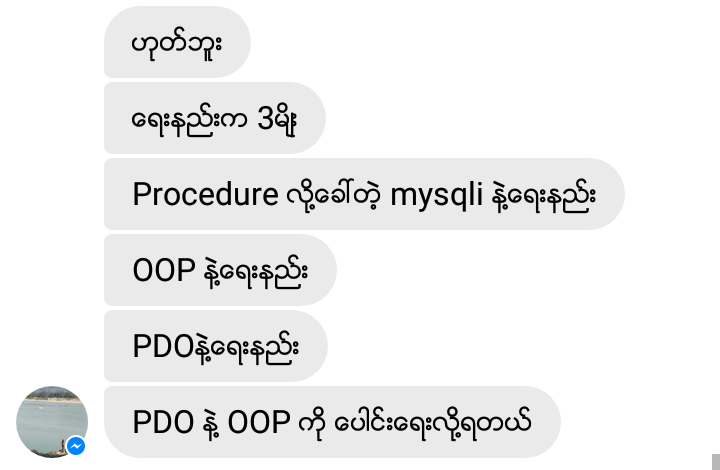 ဟုတ်ဘူး
ရေးနည်းက 3မျိုး
Procedure လို့ခေါ်တဲ့ mysqli နဲ့ရေးနည်း
OOP နဲ့ရေးနည်း
PDOနဲ့ရေးနည်း
PDO နဲ့ OOP ကို ပေါင်းရေးလို့ရတယ်